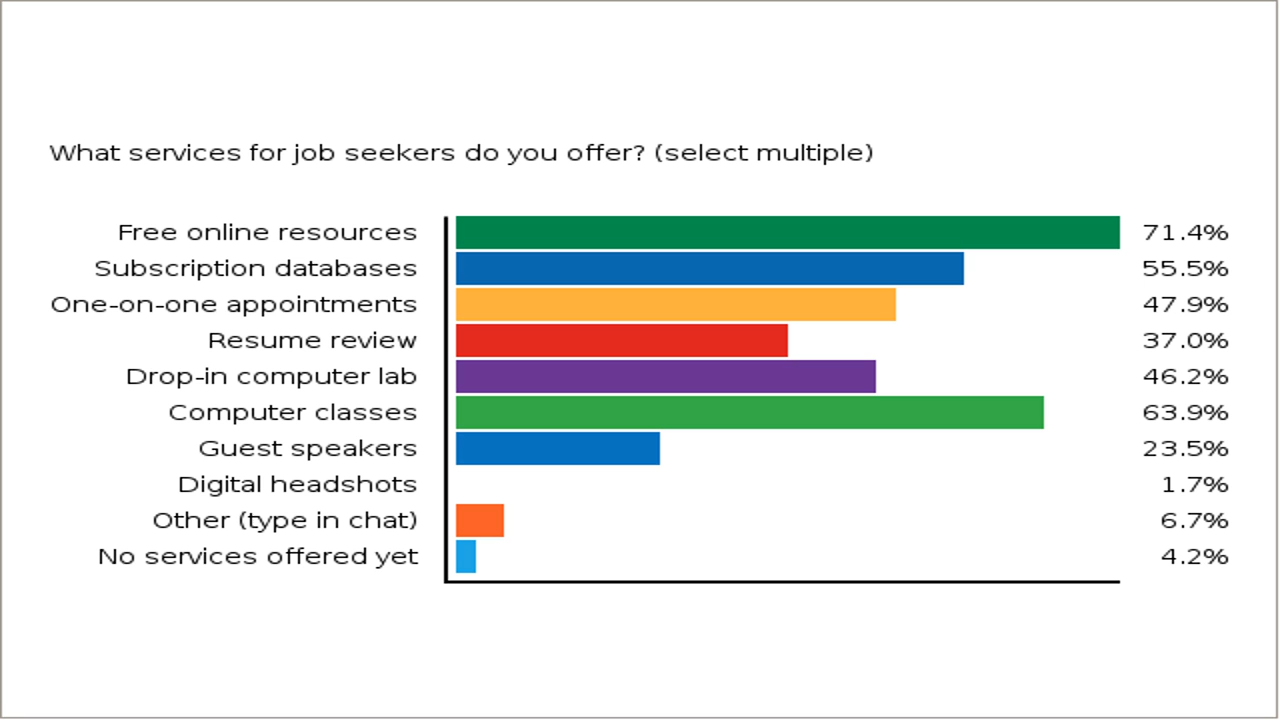 What services for job seekers do you offer? (select multiple)
Free online resources 71.4%
Subscription databases 55.5%
One-on-one appointments 47.9%
Resume review 37.0%
Drop-in computer lab 46.2%
Computer classes 63.9%
Guest speakers 23.5%
Digital headshots 1.7%
Other (type in chat) 6.7%
No services offered yet 4.2%